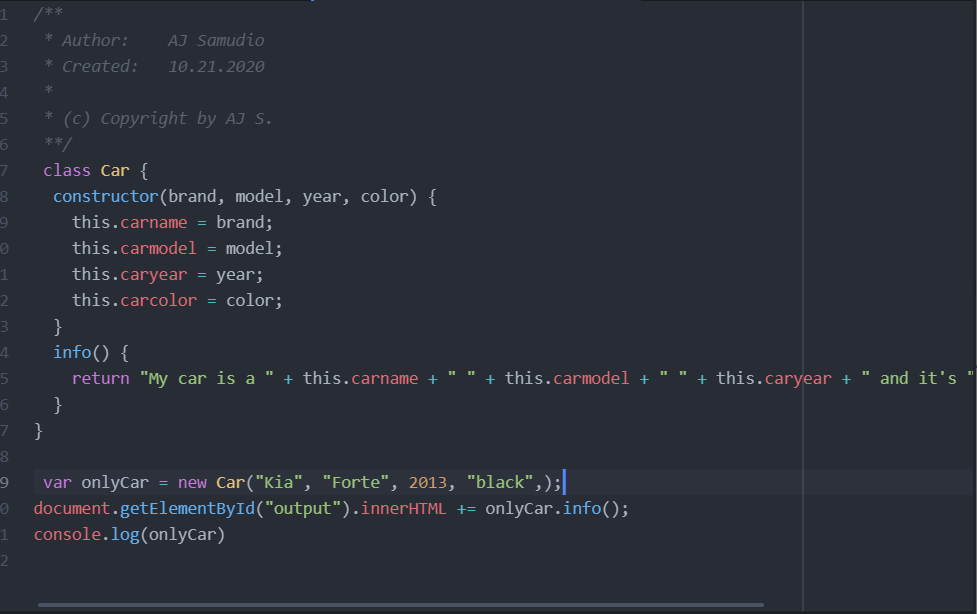 1 /**
2 * Author: AJ Samudio
3 * Created: 10.21.2020
4 *
5 * (c) Copyright by AJ S.
6 **/
7 class Car {
8 constructor(brand, model, year, color) {
9 this.carname = brand;
0 this.carmodel = model;
1 this.caryear = year;
2 this.carcolor = color;
3 }
4 info() {
5 return "My car is a " + this.carname + " " + this.carmodel + " " + this.caryear + " and it's "
6 }
7 }
8
9 var onlyCar = new Car("Kia", "Forte", 2013, "black",);
0 document.getElementById("output").innerHTML += onlyCar.info();
1 console.log(onlyCar)
2